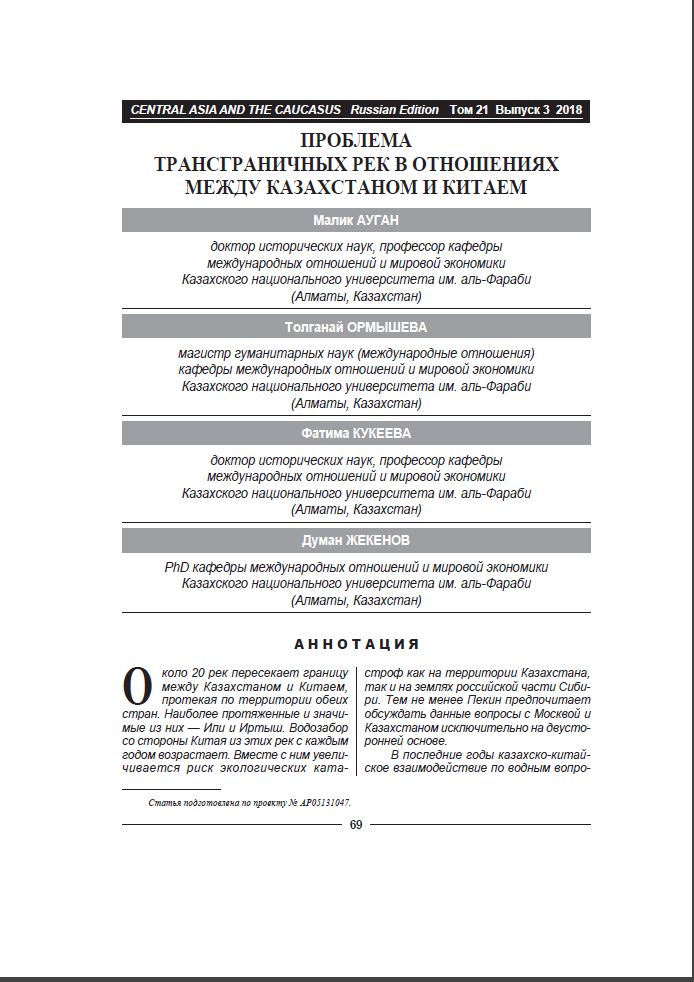 CENTRAL ASIA AND THE CAUCASUS Russian Edition Том 21 Выпуск 3 2018
ПРОБЛЕМА
ТРАНСГРАНИЧНЫХ РЕК В ОТНОШЕНИЯХ
МЕЖДУ КАЗАХСТАНОМ И КИТАЕМ
Малик АУГАН
доктор исторических наук, профессор кафедры
международных отношений и мировой экономики
Казахского национального университета им. аль-Фараби
(Алматы, Казахстан)
Толганай ОРМЫШЕВА
магистр гуманитарных наук (международные отношения)
кафедры международных отношений и мировой экономики
Казахского национального университета им. аль-Фараби
(Алматы, Казахстан)
Фатима КУКЕЕВА
доктор исторических наук, профессор кафедры
международных отношений и мировой экономики
Казахского национального университета им. аль-Фараби
(Алматы, Казахстан)
Думан ЖЕКЕНОВ
PhD кафедры международных отношений и мировой экономики
Казахского национального университета им. аль-Фараби
(Алматы, Казахстан)
АННОТАЦИЯ
Около 20 рек пересекает границу
между Казахстаном и Китаем,
протекая по территории обеих
стран. Наиболее протяженные и значи-
мые из них — Или и Иртыш. Водозабор
со стороны Китая из этих рек с каждым
годом возрастает. Вместе с ним увели-
чивается риск экологических ката-
строф как на территории Казахстана,
так и на землях российской части Сиби-
ри. Тем не менее Пекин предпочитает
обсуждать данные вопросы с Москвой и
Казахстаном исключительно на двусто-
ронней основе.
В последние годы казахско-китай-
ское взаимодействие по водным вопро-
Статья подготовлена по проекту № AP05131047.
69